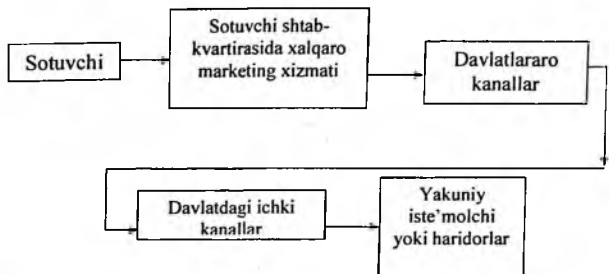 Sotuvchi
Sotuvchi shtab-
kvartirasida xalqaro
marketing xizmati
Davlatlararo
kanallar
Davlatdagi ichki
kanallar
Yakuniy
iste’molchi
yoki haridorlar